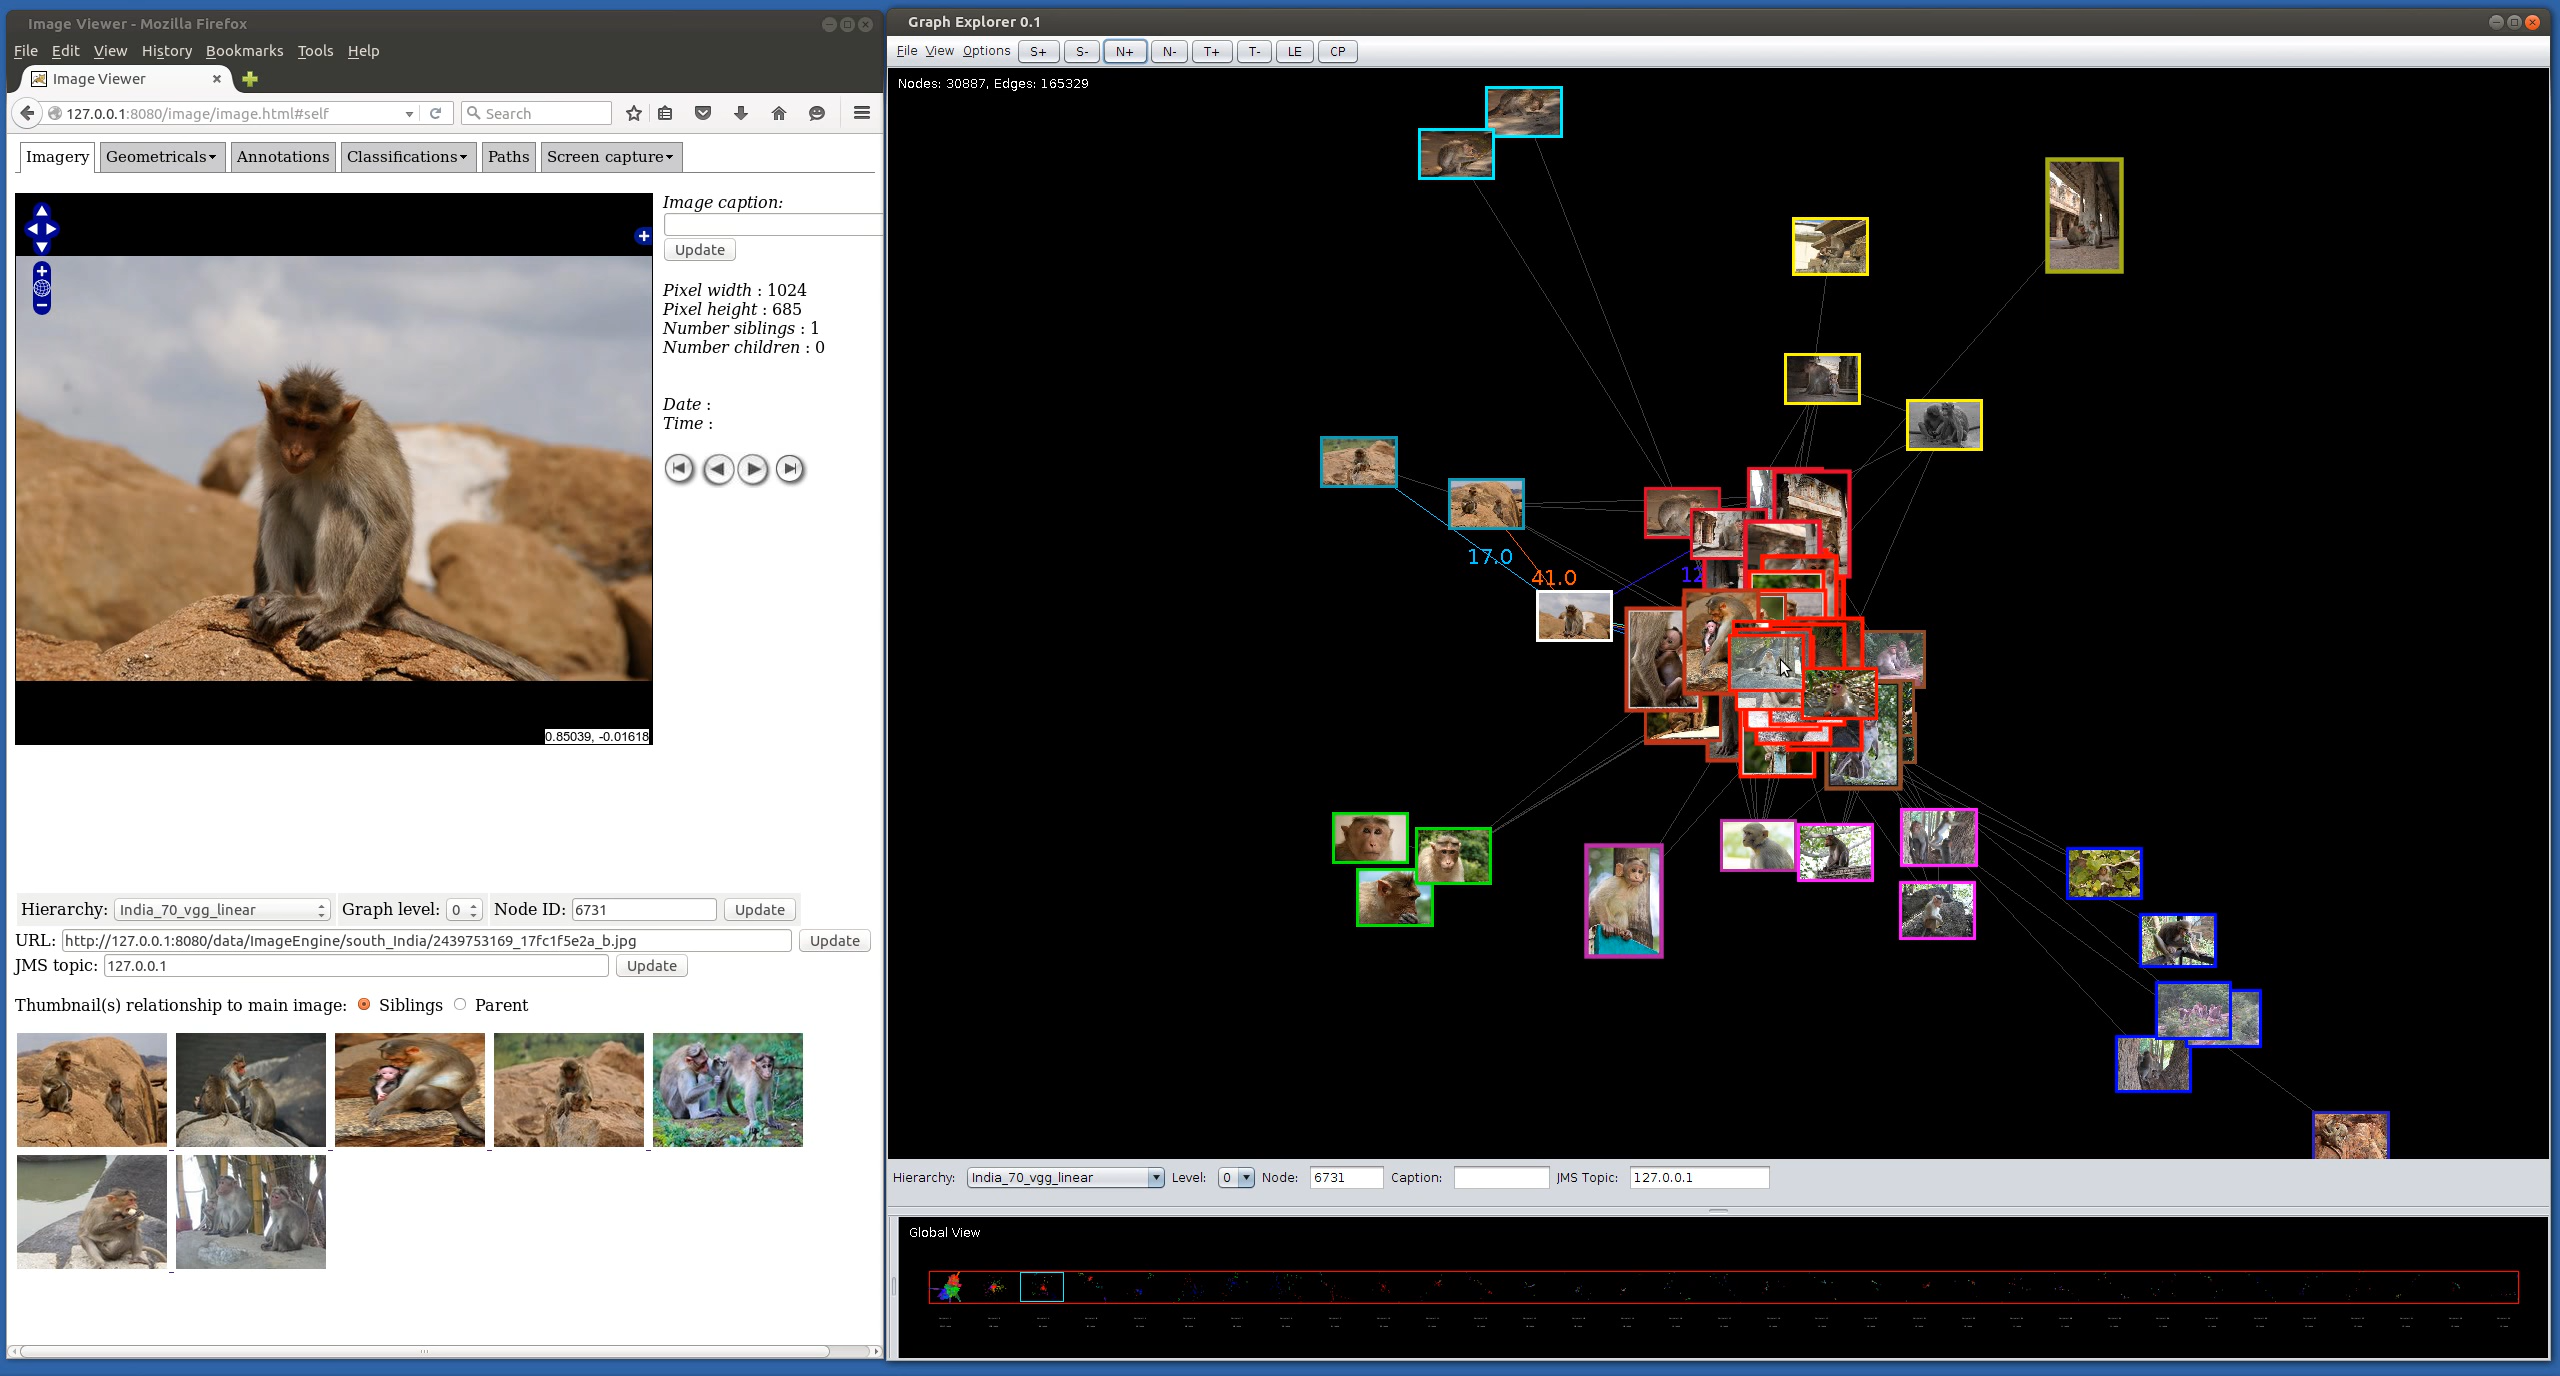 Image Viewer - Mozilla Firefox
File Edit View History Bookmarks Tools Help
Image Viewer
127.0.0.1:8080/image/image.html#self
Search
Imagery Geometricals Annotations Classifications Paths Screen capture
Image caption:
Update
Pixel width : 1024
Pixel height : 685
Number siblings : 1
Number children : 0
Date :
Time :
0.85039, -0.01618
Hierarchy: India_70_vgg_linear Graph level: 0 Node ID: 6731 Update
URL: http://127.0.0.1:8080/data/ImageEngine/south_India/2439753169_17fc1f5e2a_b.jpg Update
JMS topic: 127.0.0.1 Update
Thumbnail(s) relationship to main image: Siblings Parent
Graph Explorer 0.1
File View Options S+ S- N+ N- T+ T- LE CP
Nodes: 30887, Edges: 165329
17.0
41.0
12
Hierarchy: India_70_vgg_linear Level: 0 Node: 6731 Caption: JMS Topic: 127.0.0.1
Global View